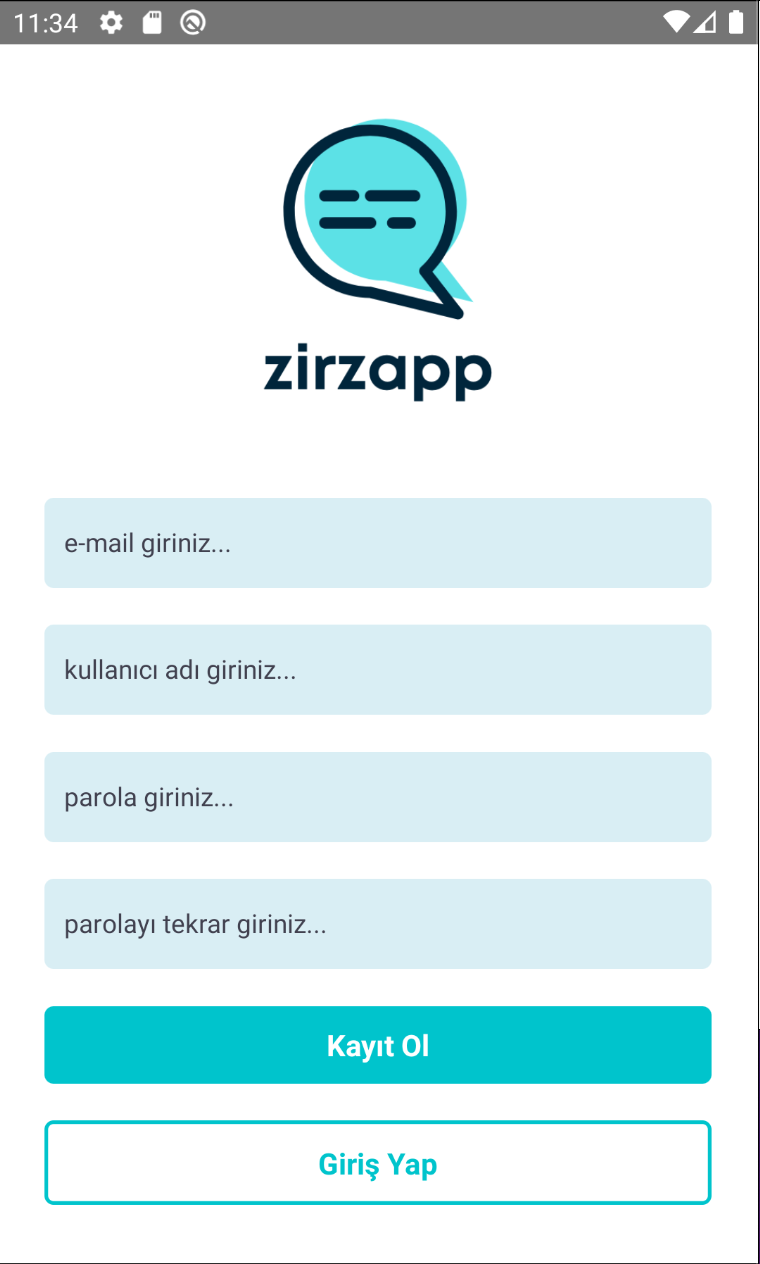 11:34
zirzapp
e-mail giriniz...
kullanıcı adı giriniz...
parola giriniz...
parolayı tekrar giriniz...
Kayıt Ol
Giriş Yap